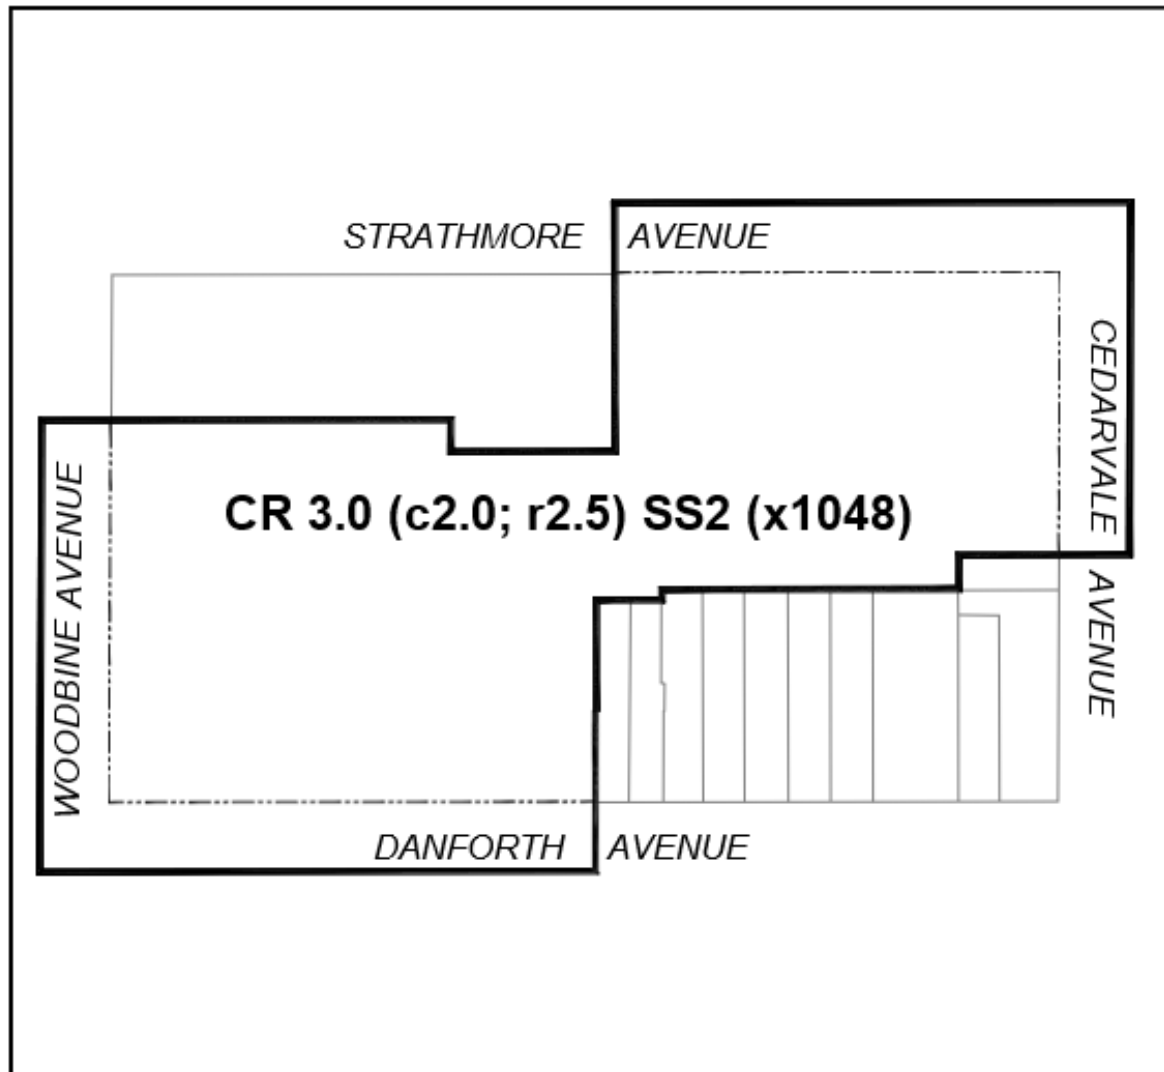 STRATHMORE AVENUE
CEDARVALE AVENUE
CR 3.0 (c2.0; r2.5) SS2 (x1048)
WOODBINE AVENUE
DANFORTH AVENUE